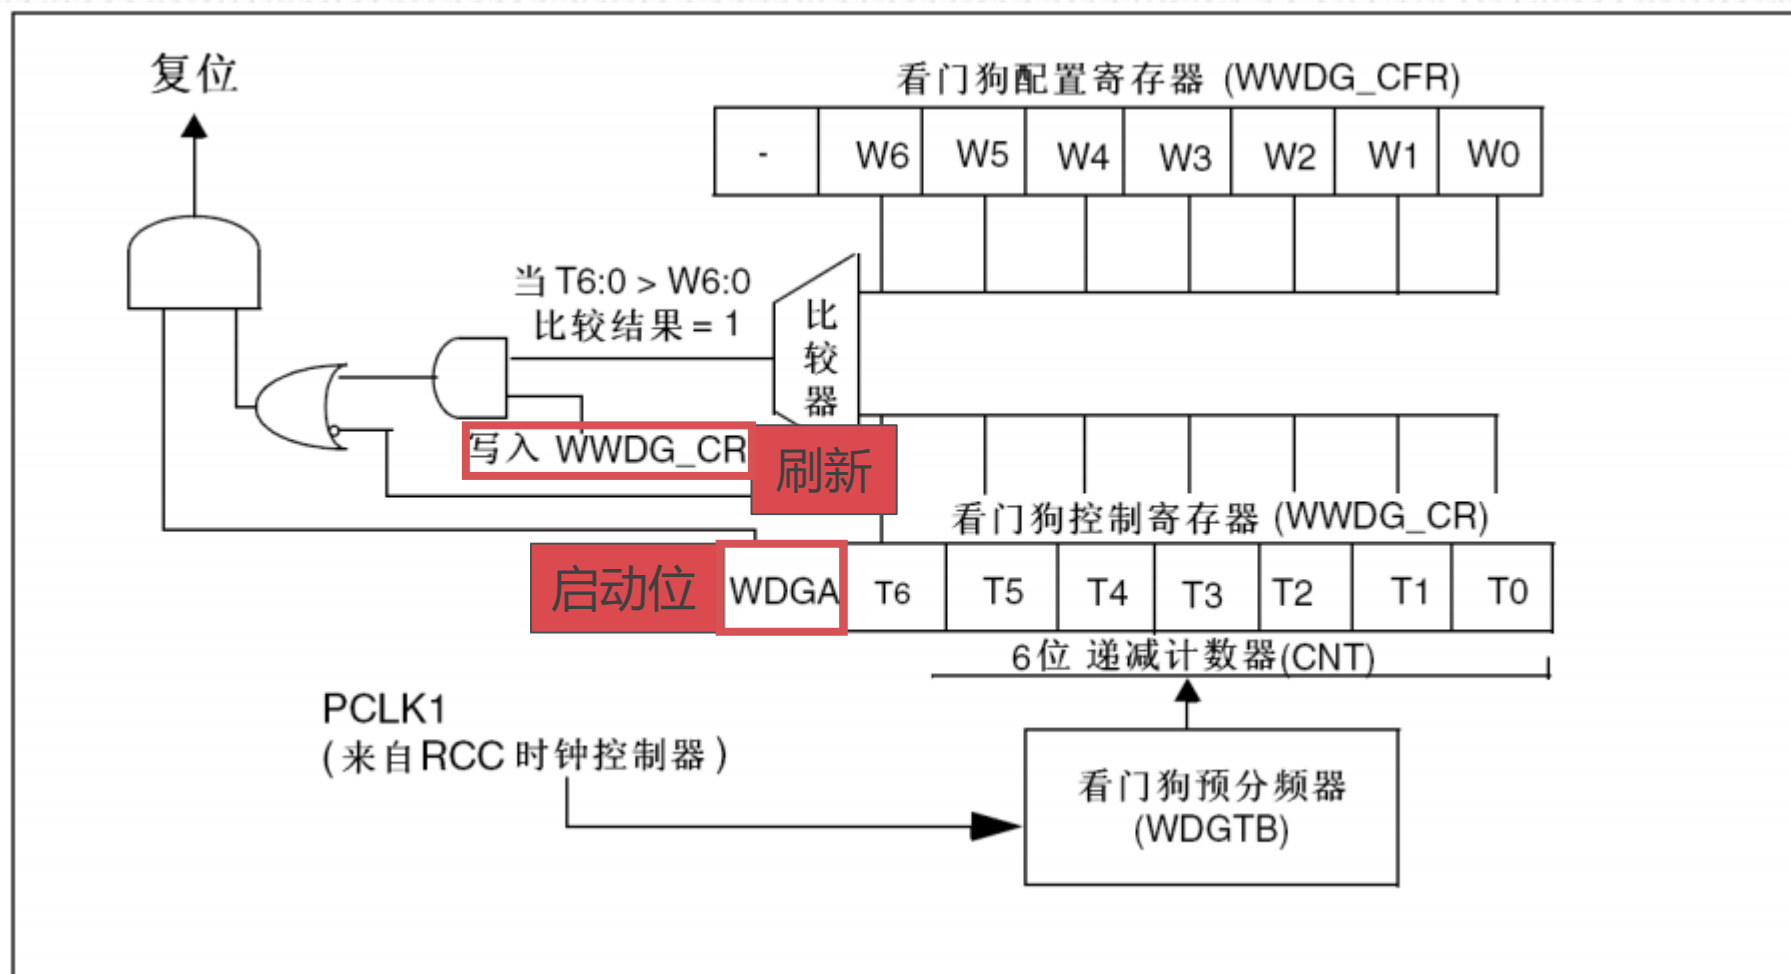 复位
看门狗配置寄存器 (WWDG_CFR)
- W6 W5 W4 W3 W2 W1 W0
当 T6:0 > W6:0
比较结果 = 1
比较器
写入 WWDG_CR
刷新
看门狗控制寄存器 (WWDG_CR)
启动位
WDGA T6 T5 T4 T3 T2 T1 T0
6位 递减计数器(CNT)
PCLK1
(来自RCC 时钟控制器)
看门狗预分频器
(WDGTB)